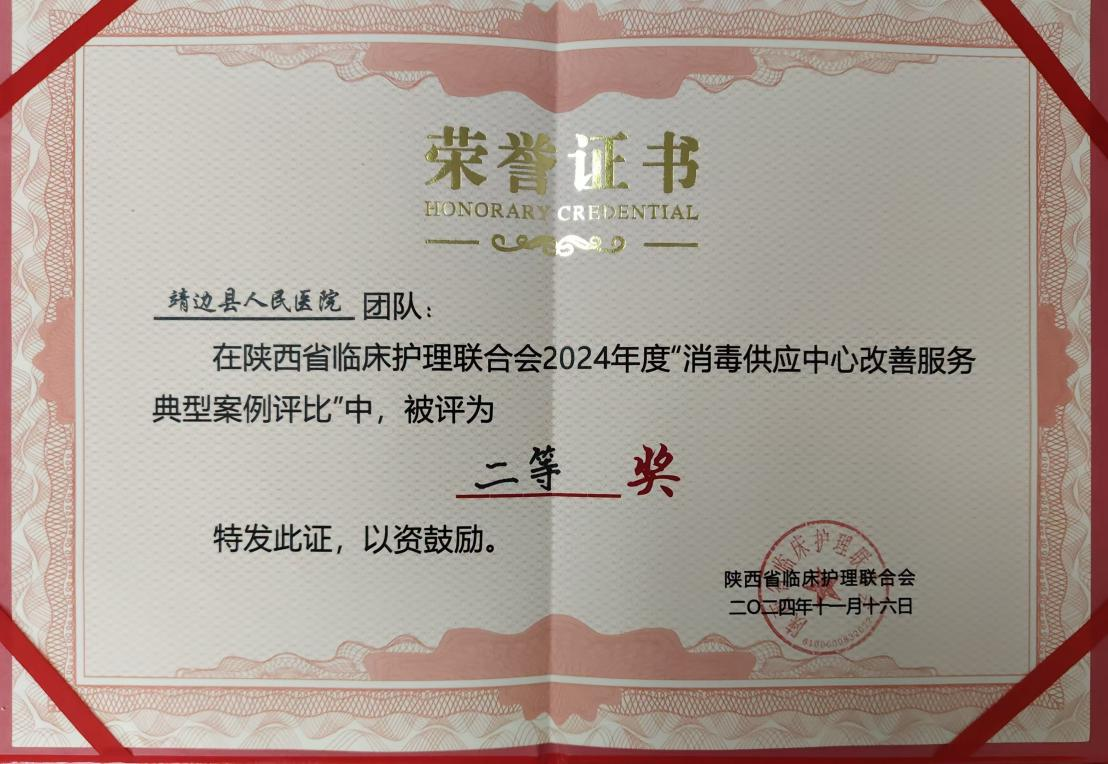 荣誉证书
HONORARY CREDENTIAL
靖边县人民医院 团队：
在陕西省临床护理联合会2024年度“消毒供应中心改善服务
典型案例评比”中，被评为
二等 奖
特发此证，以资鼓励。
陕西省临床护理联合会
二〇二四年十一月十六日